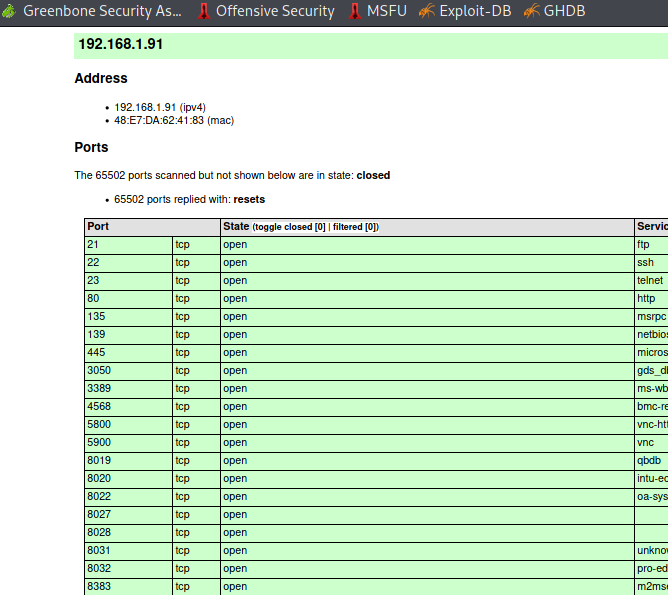 Greenbone Security As... Offensive Security MSFU Exploit-DB GHDB
192.168.1.91
Address
• 192.168.1.91 (ipv4)
• 48:E7:DA:62:41:83 (mac)
Ports
The 65502 ports scanned but not shown below are in state: closed
• 65502 ports replied with: resets
Port State (toggle closed [0] | filtered [0]) Servic
21 tcp open ftp
22 tcp open ssh
23 tcp open telnet
80 tcp open http
135 tcp open msrpc
139 tcp open netbios
445 tcp open micros
3050 tcp open gds_d
3389 tcp open ms-wb
4568 tcp open bmc-re
5800 tcp open vnc-htt
5900 tcp open vnc
8019 tcp open qbdb
8020 tcp open intu-ec
8022 tcp open oa-sys
8027 tcp open
8028 tcp open
8031 tcp open unknow
8032 tcp open pro-ed
8383 tcp open m2ms